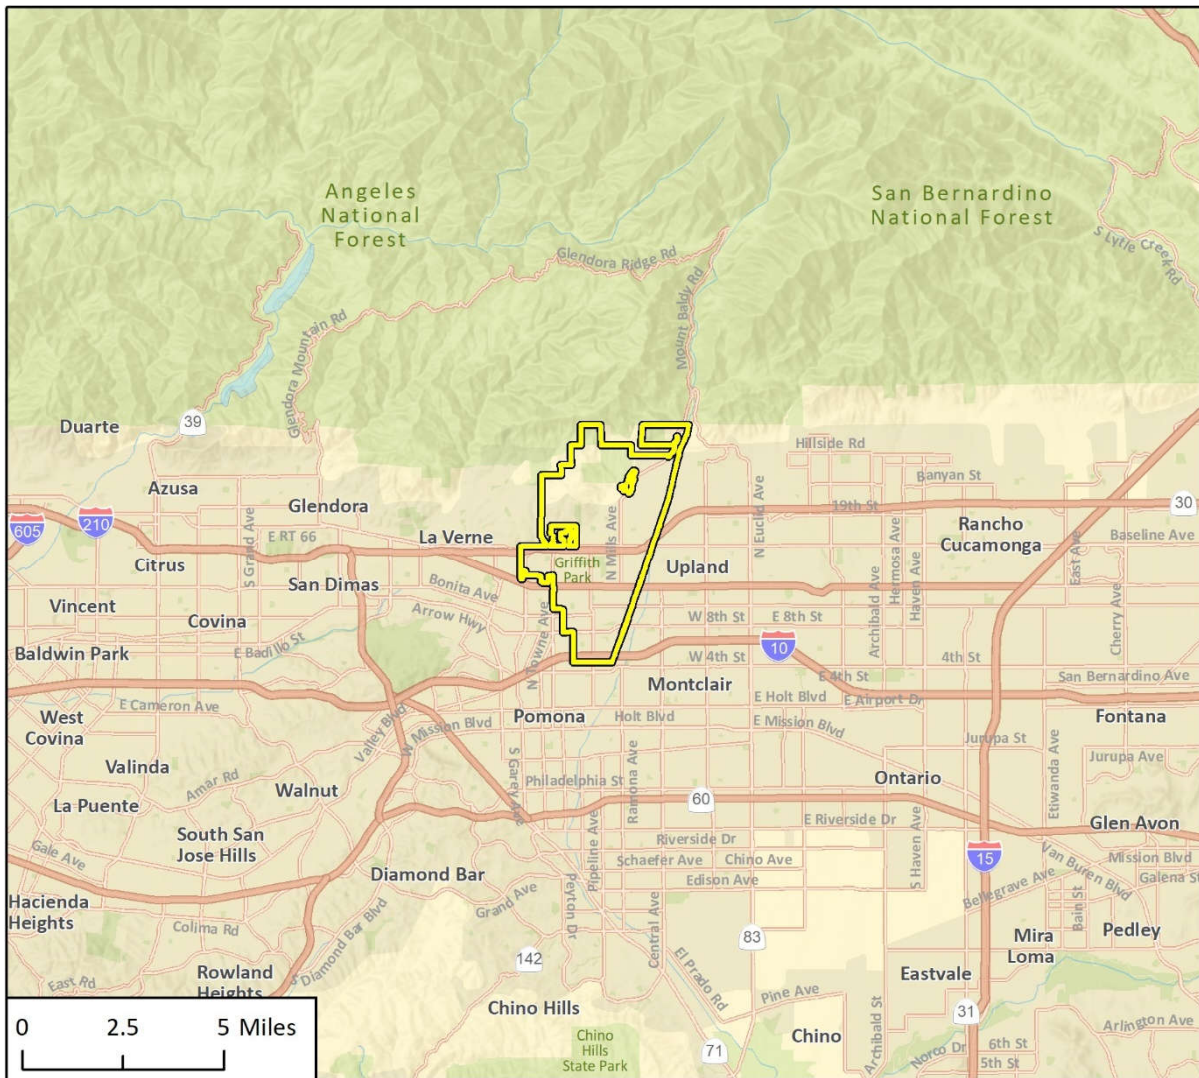 Angeles
National
Forest
San Bernardino
National Forest
S Lytle Creek Rd
Glendora Ridge Rd
Mount Baldy Rd
Glendora Mountain Rd
Duarte
39
Hillside Rd
Banyan St
Azusa
Glendora
19th St
30
605
210
S Grand Ave
E RT 66
La Verne
N Mills Ave
N Euclid Ave
Rancho
Cucamonga
Baseline Ave
Citrus
San Dimas
Bonita Ave
Griffith
Park
Upland
Archibald Ave
Hermosa Ave
Haven Ave
East Ave
Cherry Ave
Vincent
Covina
Arrow Hwy
N Towne Ave
W 8th St
E 8th St
Baldwin Park
E Badillo St
10
W 4th St
4th St
E 4th St
San Bernardino Ave
Montclair
E Cameron Ave
West
Covina
Valley Blvd
W Mission Blvd
Pomona
Holt Blvd
E Holt Blvd
E Airport Dr
E Mission Blvd
Fontana
Jurupa St
Jurupa Ave
Valinda
Amar Rd
S Garey Ave
Philadelphia St
Ramona Ave
Ontario
Etiwanda Ave
La Puente
Walnut
60
E Riverside Dr
Glen Avon
South San
Jose Hills
Riverside Dr
Gale Ave
Pipeline Ave
Schaefer Ave
Chino Ave
Edison Ave
S Haven Ave
15
Van Buren Blvd
Mission Blvd
Galena St
Diamond Bar
Grand Ave
Peyton Dr
Bellegrave Ave
Bain St
Hacienda
Heights
Colima Rd
S Diamond Bar Blvd
Central Ave
83
Pedley
Mira
Loma
142
El Prado Rd
Eastvale
East Rd
Rowland
Heights
Pine Ave
Chino Hills
31
Arlington Ave
0 2.5 5 Miles
Chino
Hills
State Park
71
Chino
Archibald St
Norco Dr
6th St
5th St